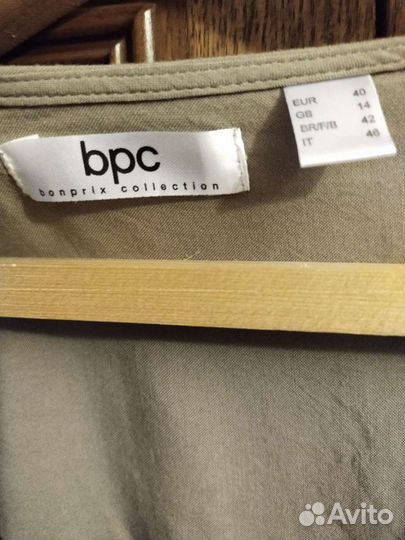 bpc
bonprix collection
EUR 40
GB 14
BR/F/B 42
IT 46
Avito